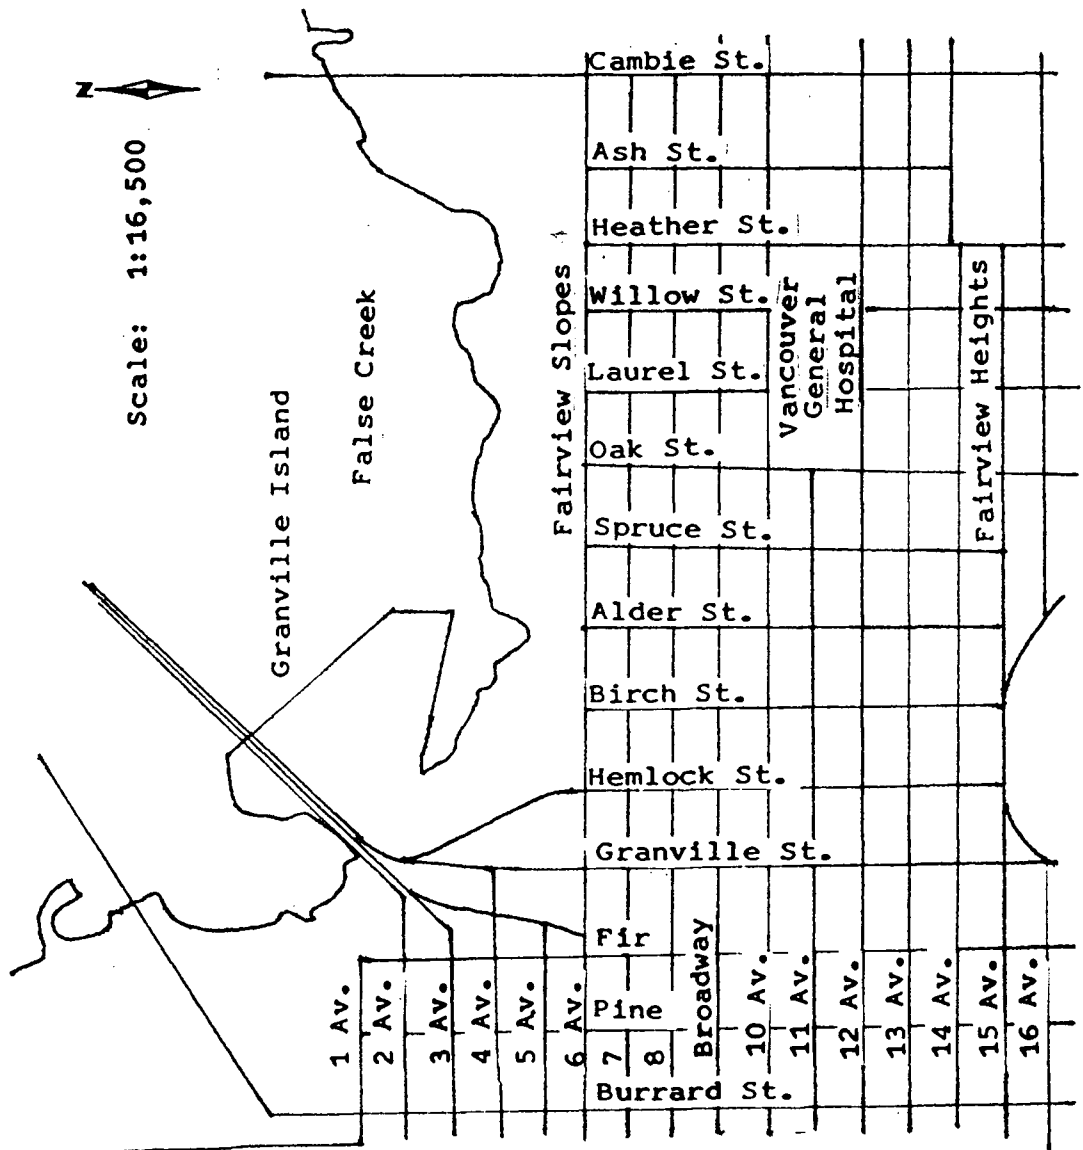 N
Scale: 1:16,500
Granville Island
False Creek
Fairview Slopes
Cambie St.
Ash St.
Heather St.
Willow St.
Laurel St.
Oak St.
Spruce St.
Alder St.
Birch St.
Hemlock St.
Granville St.
Fir
Pine
Burrard St.
Vancouver
General
Hospital
Fairview Heights
1 Av.
2 Av.
3 Av.
4 Av.
5 Av.
6 Av.
7
8
Broadway
10 Av.
11 Av.
12 Av.
13 Av.
14 Av.
15 Av.
16 Av.